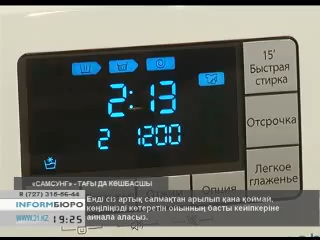 2:13
2 1200
15'
Быстрая
стирка
Отсрочка
Легкое
глаженье
Опция
«САМСУНГ» - ТАҒЫ ДА КӨШБАСШЫ
8 (727) 315-55-44
INFORMБЮРО
WWW.31.KZ 19:25
Енді сіз артық салмақтан арылып қана қоймай,
көңіліңізді көтеретін ойынның басты кейіпкеріне
айнала аласыз.